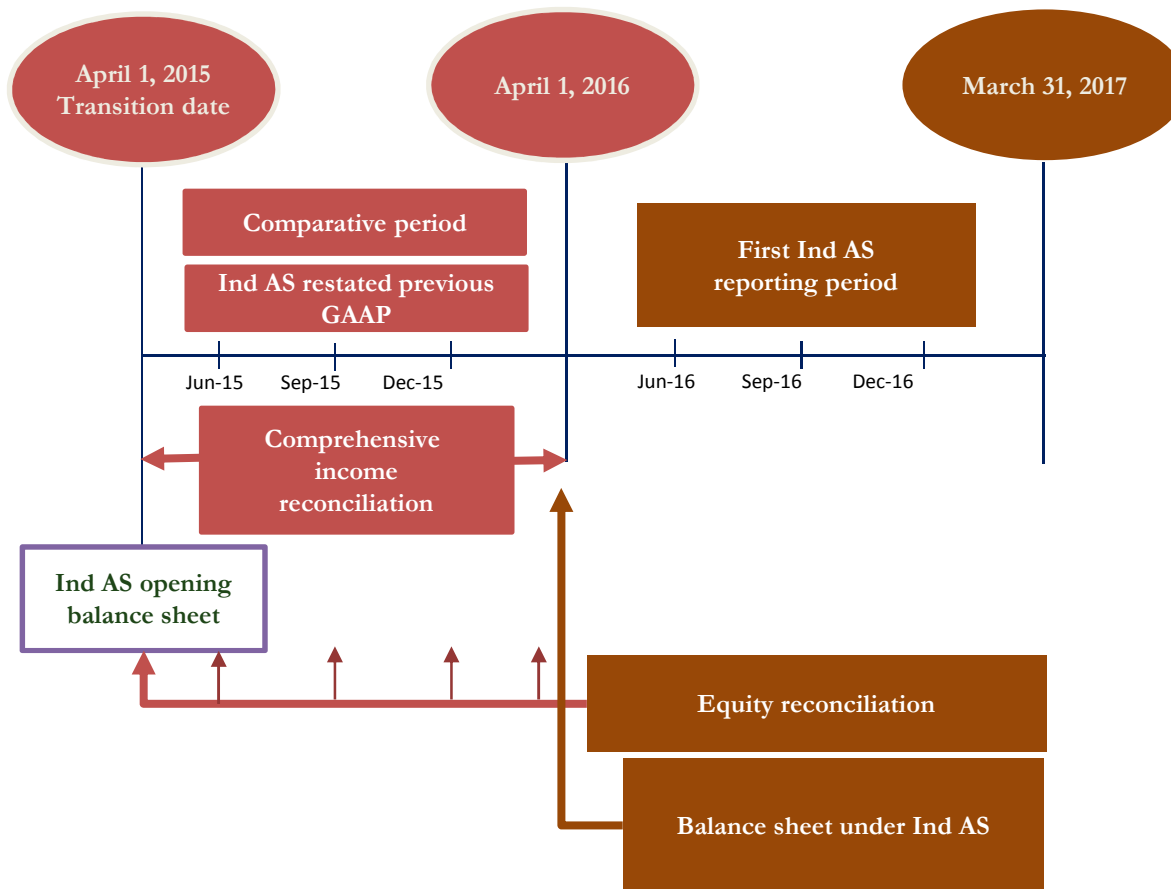 April 1, 2015
Transition date
April 1, 2016
March 31, 2017
Comparative period
Ind AS restated previous
GAAP
First Ind AS
reporting period
Jun-15
Sep-15
Dec-15
Jun-16
Sep-16
Dec-16
Comprehensive
income
reconciliation
Ind AS opening
balance sheet
Equity reconciliation
Balance sheet under Ind AS